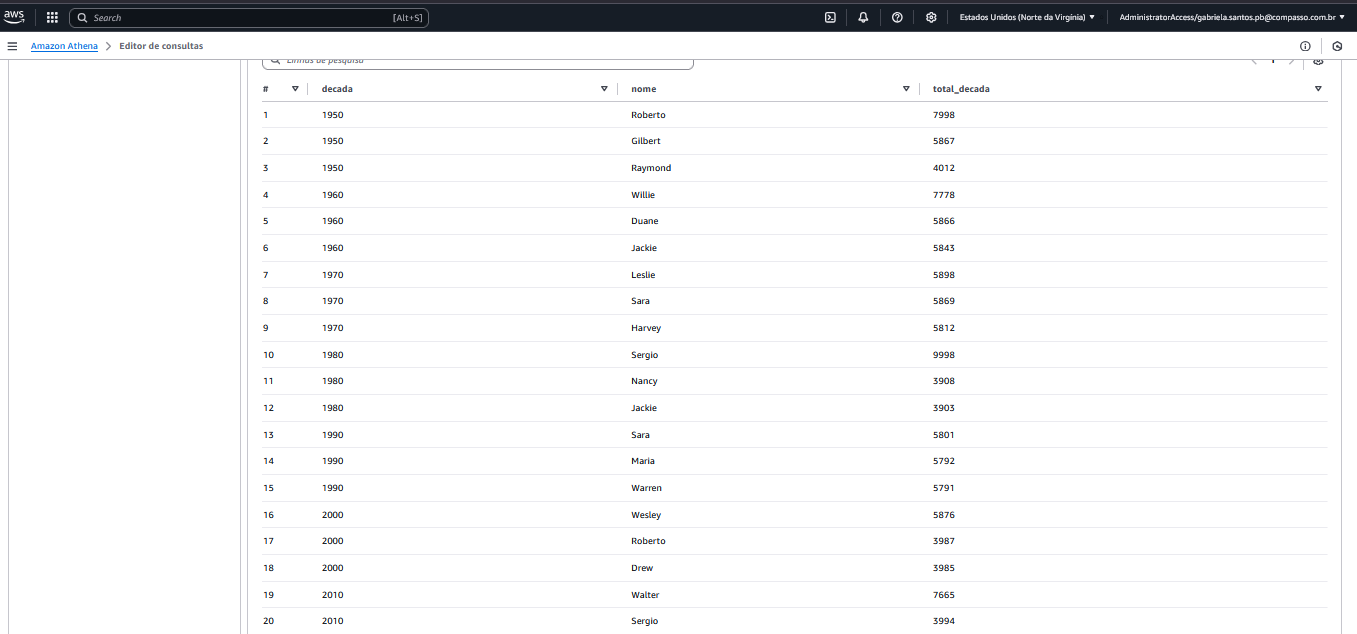 aws Search [Alt+S] Estados Unidos (Norte da Virgínia) AdministratorAccess/gabriela.santos.pb@compasso.com.br
Amazon Athena > Editor de consultas
Linhas de pesquisa
# decada nome total_decada
1 1950 Roberto 7998
2 1950 Gilbert 5867
3 1950 Raymond 4012
4 1960 Willie 7778
5 1960 Duane 5866
6 1960 Jackie 5843
7 1970 Leslie 5898
8 1970 Sara 5869
9 1970 Harvey 5812
10 1980 Sergio 9998
11 1980 Nancy 3908
12 1980 Jackie 3903
13 1990 Sara 5801
14 1990 Maria 5792
15 1990 Warren 5791
16 2000 Wesley 5876
17 2000 Roberto 3987
18 2000 Drew 3985
19 2010 Walter 7665
20 2010 Sergio 3994